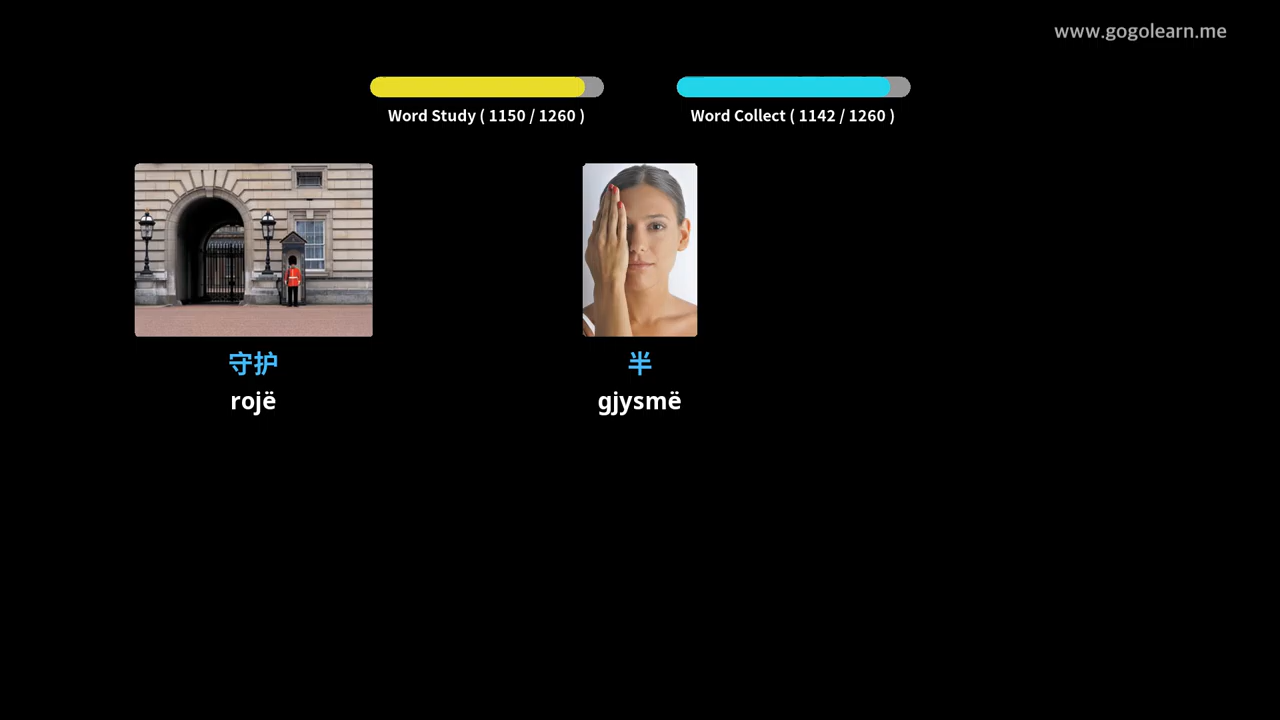 www.gogolearn.me
Word Study ( 1150 / 1260 )
Word Collect ( 1142 / 1260 )
守护
rojë
半
gjysmë